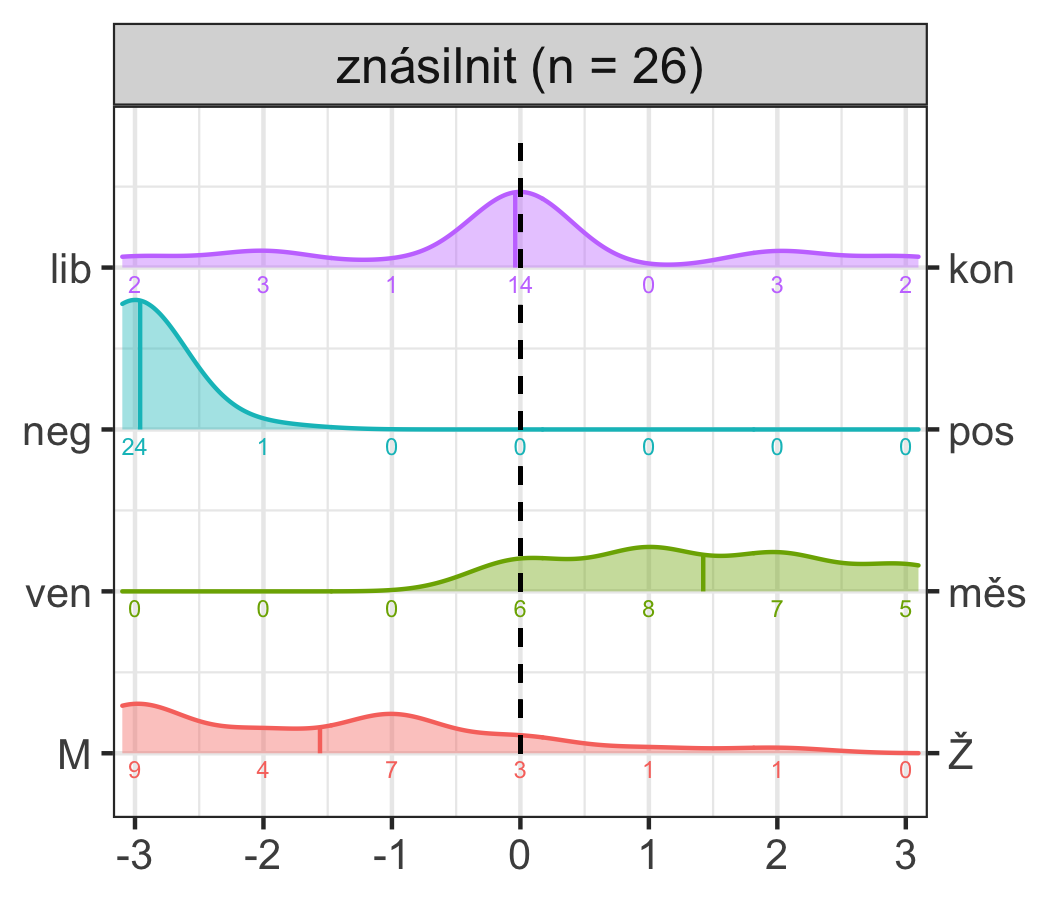 znásilnit (n = 26)
lib kon
2 3 1 14 0 3 2
neg pos
24 1 0 0 0 0 0
ven měs
0 0 0 6 8 7 5
M Ž
9 4 7 3 1 1 0
-3 -2 -1 0 1 2 3